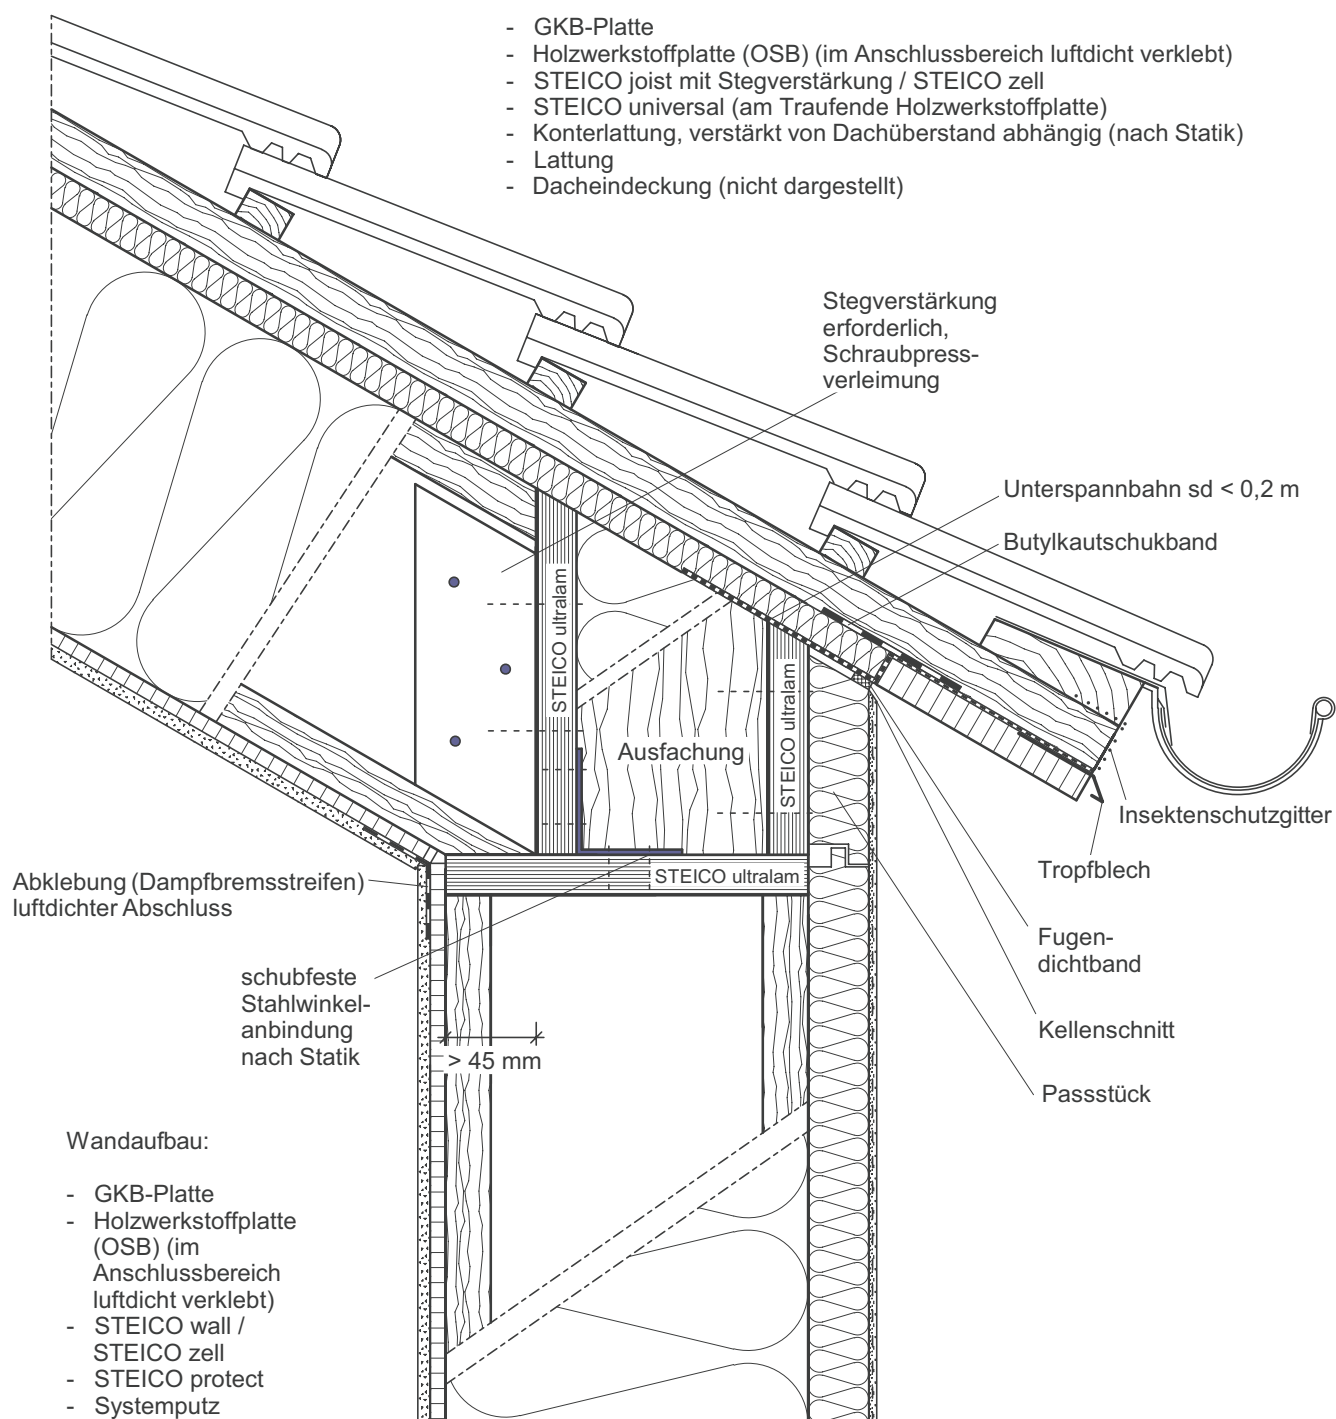 - GKB-Platte
- Holzwerkstoffplatte (OSB) (im Anschlussbereich luftdicht verklebt)
- STEICO joist mit Stegverstärkung / STEICO zell
- STEICO universal (am Traufende Holzwerkstoffplatte)
- Konterlattung, verstärkt von Dachüberstand abhängig (nach Statik)
- Lattung
- Dacheindeckung (nicht dargestellt)
Stegverstärkung
erforderlich,
Schraubpress-
verleimung
Unterspannbahn sd < 0,2 m
Butylkautschukband
STEICO ultralam
STEICO ultralam
Ausfachung
Insektenschutzgitter
Tropfblech
STEICO ultralam
Abklebung (Dampfbremsstreifen)
luftdichter Abschluss
Fugen-
dichtband
schubfeste
Stahlwinkel-
anbindung
nach Statik
Kellenschnitt
> 45 mm
Passstück
Wandaufbau:
- GKB-Platte
- Holzwerkstoffplatte
(OSB) (im
Anschlussbereich
luftdicht verklebt)
- STEICO wall /
STEICO zell
- STEICO protect
- Systemputz